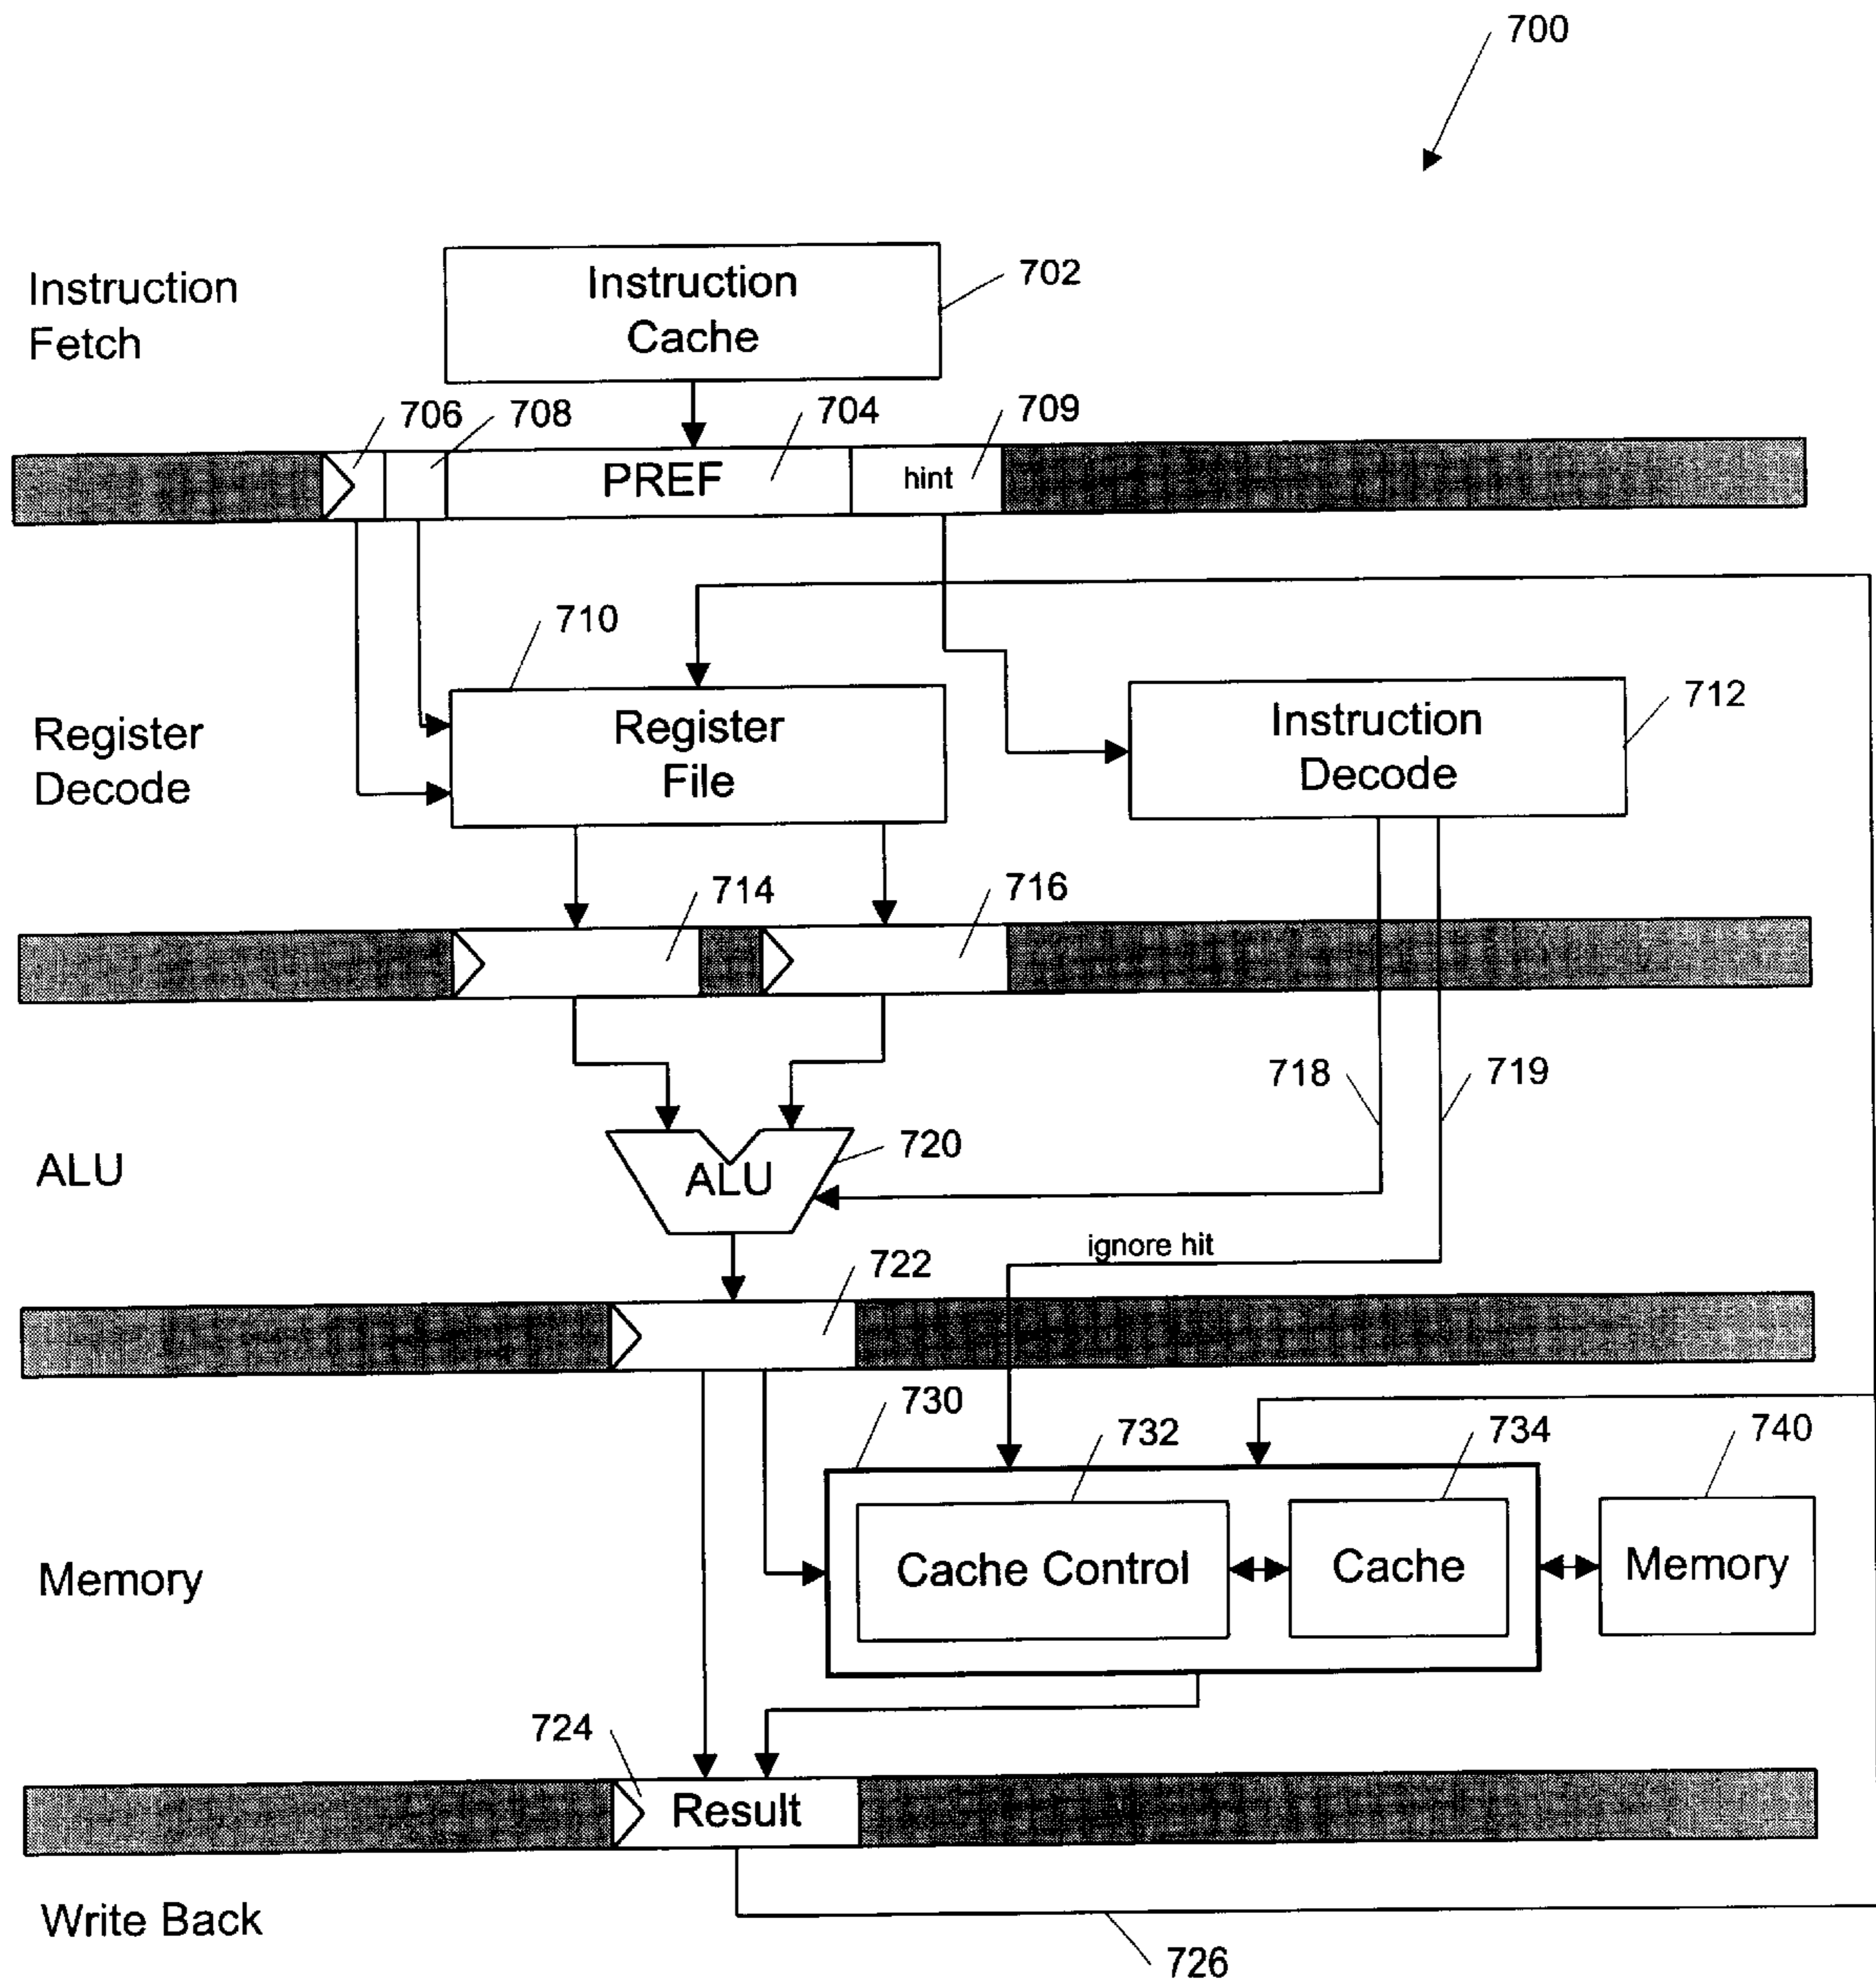 700
Instruction
Fetch
Instruction
Cache
702
706
708
704
709
PREF
hint
710
Register
Decode
Register
File
Instruction
Decode
712
714
716
718
719
ALU
ALU
720
ignore hit
722
730
732
734
740
Memory
Cache Control
Cache
Memory
724
Result
Write Back
726